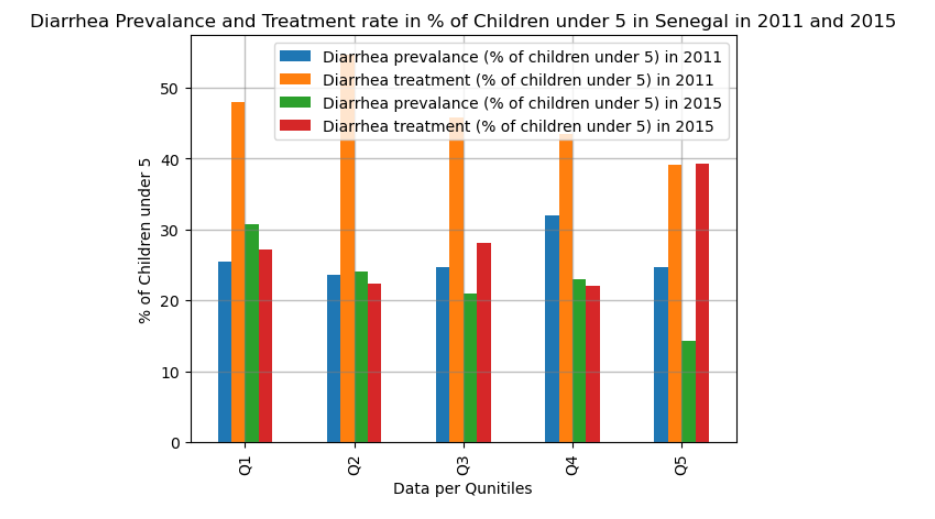 Diarrhea Prevalance and Treatment rate in % of Children under 5 in Senegal in 2011 and 2015
Diarrhea prevalance (% of children under 5) in 2011
Diarrhea treatment (% of children under 5) in 2011
Diarrhea prevalance (% of children under 5) in 2015
Diarrhea treatment (% of children under 5) in 2015
% of Children under 5
50
40
30
20
10
0
Q1 Q2 Q3 Q4 Q5
Data per Qunitiles